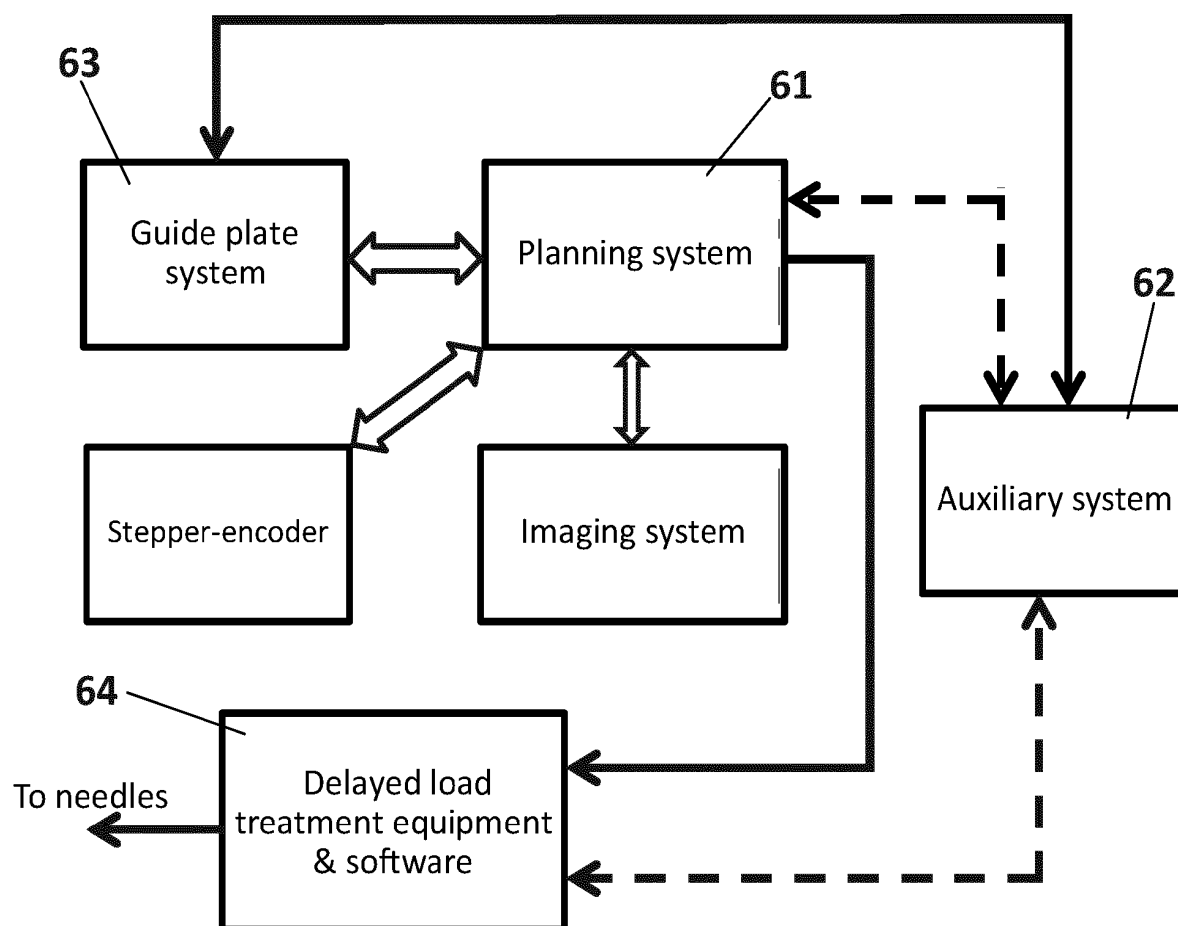 63
61
Guide plate
system
Planning system
62
Stepper-encoder
Imaging system
Auxiliary system
64
To needles
Delayed load
treatment equipment
& software